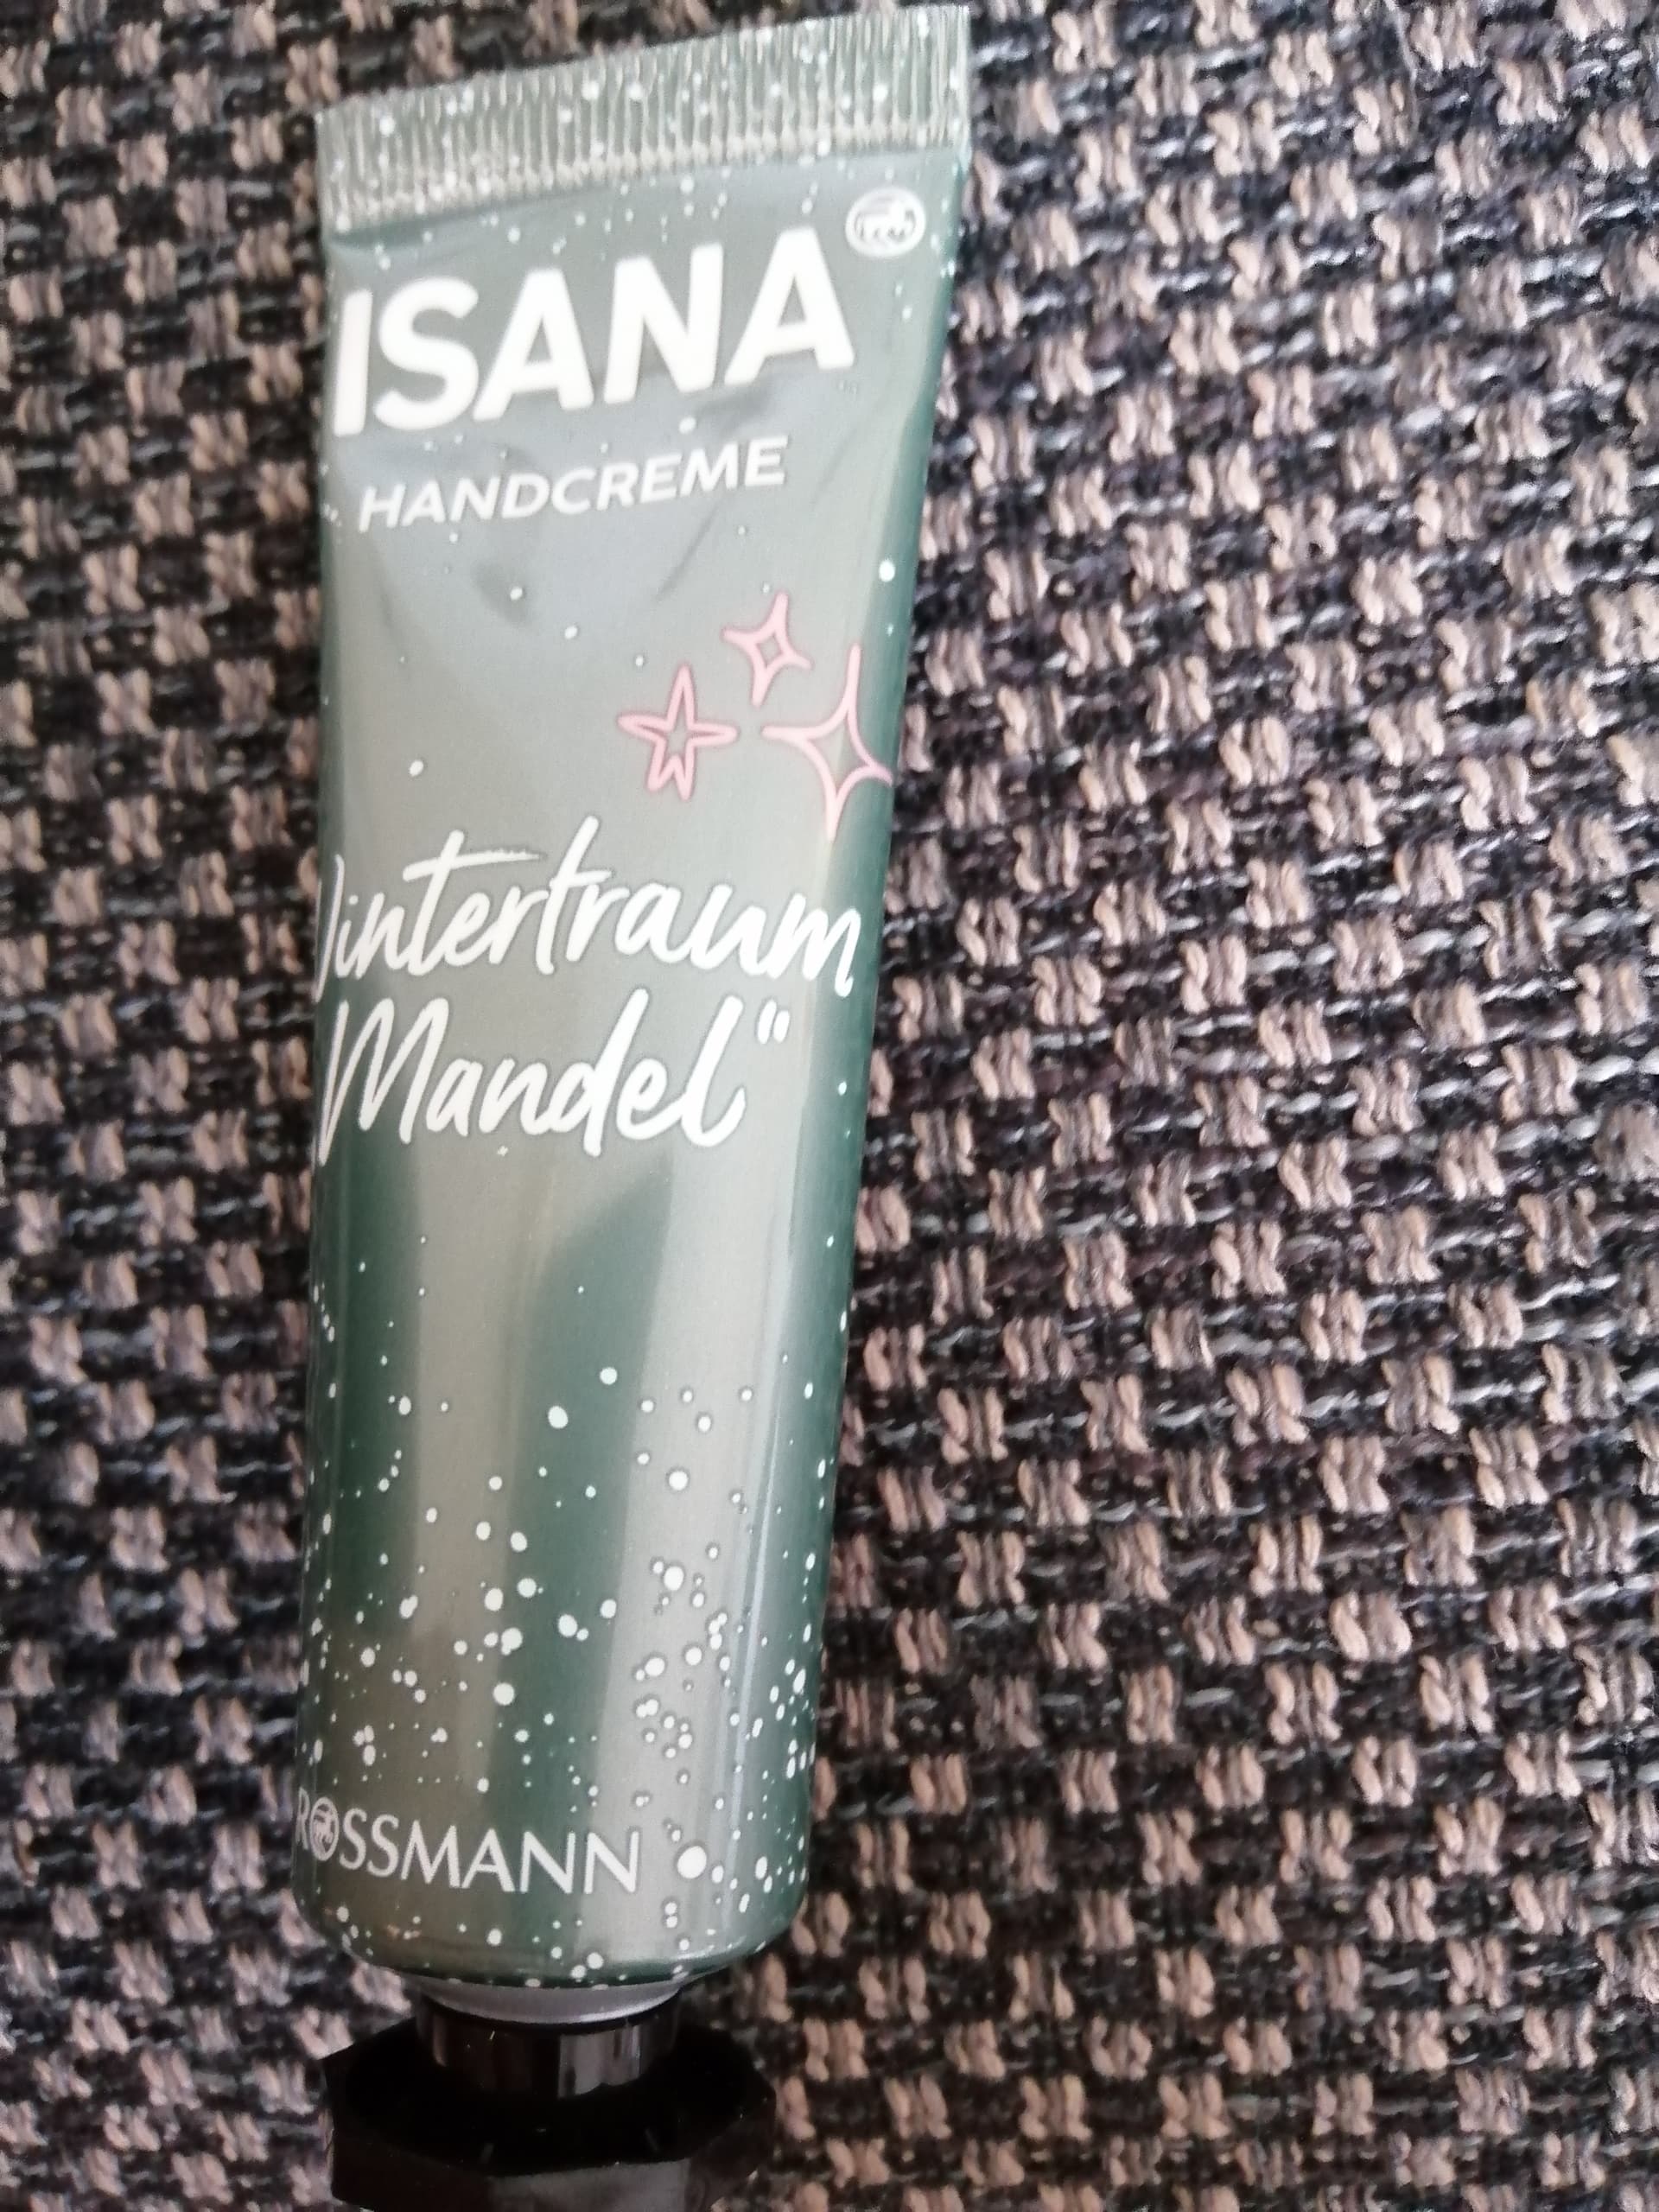 ISANA
HANDCREME
Wintertraum
Mandel"
ROSSMANN